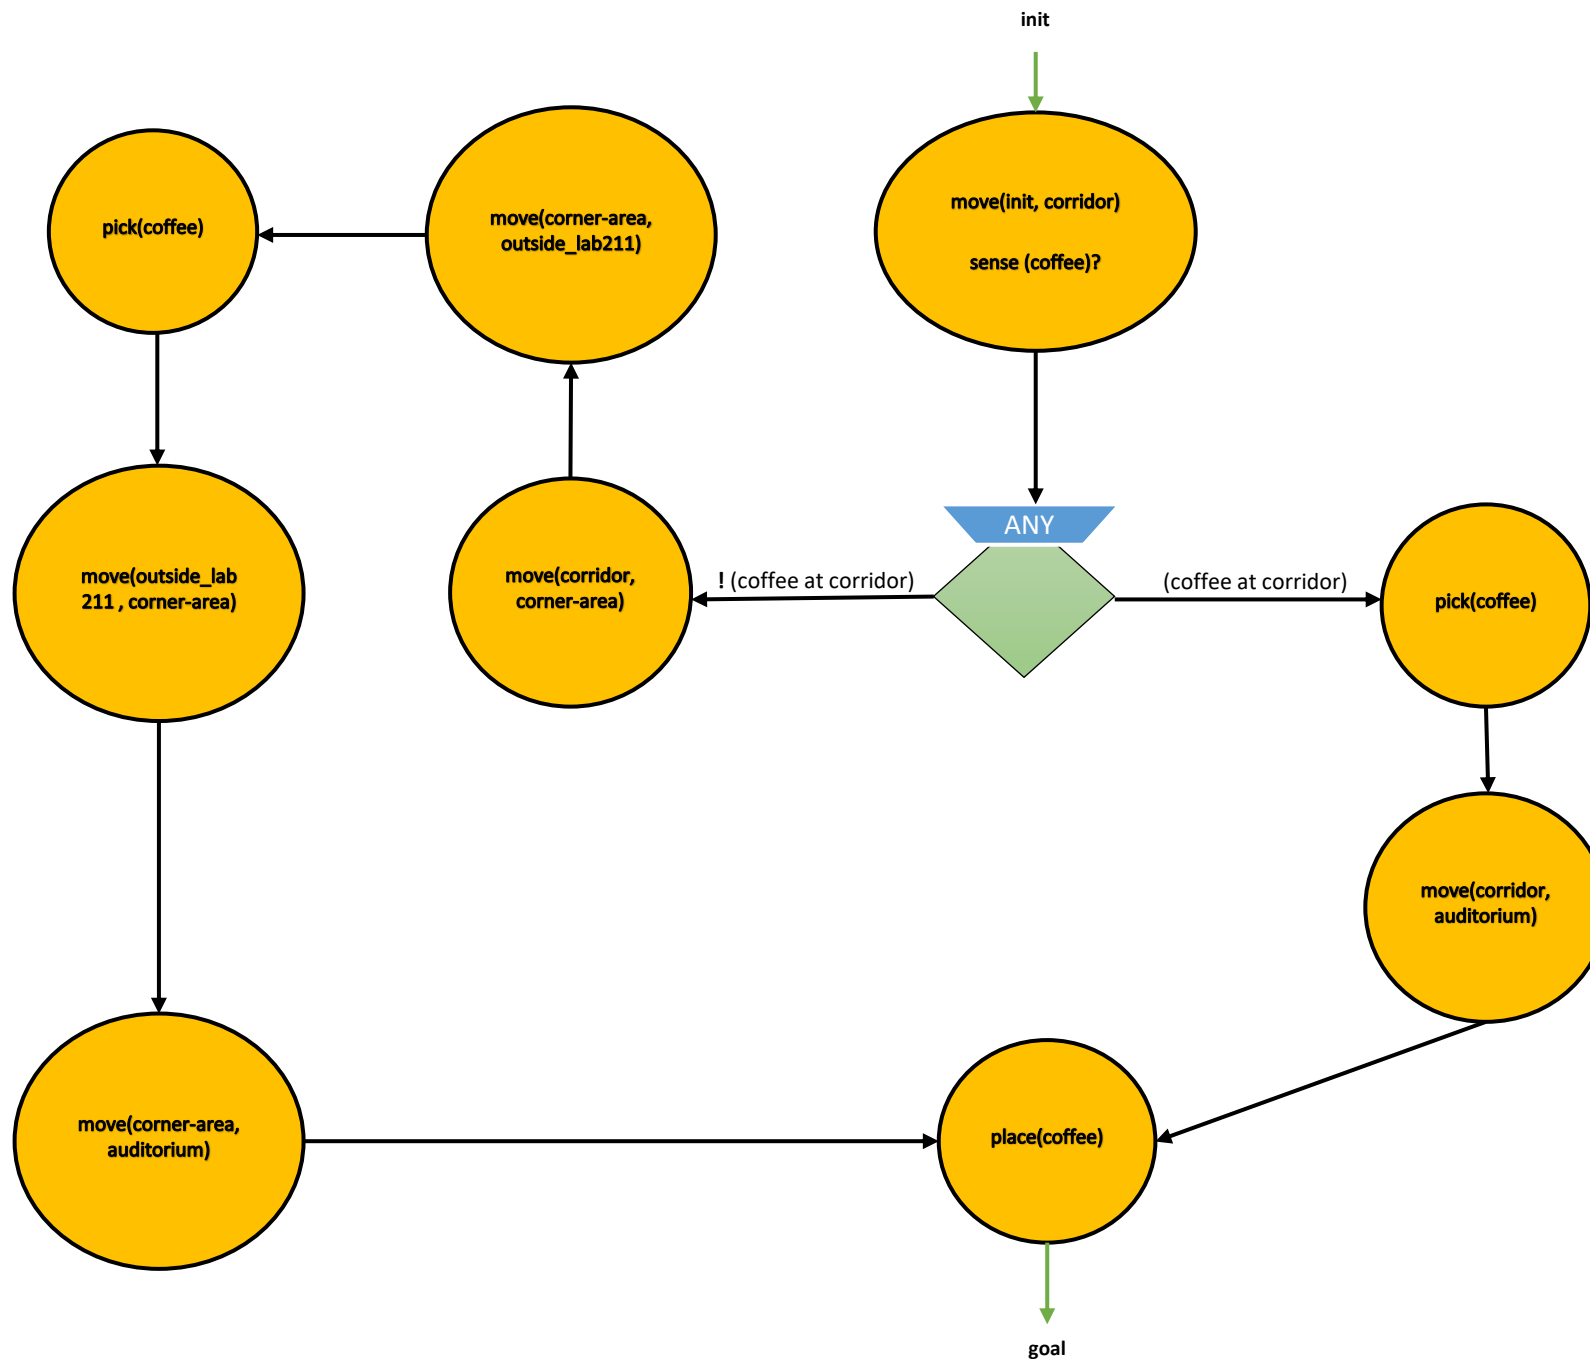 init
move(init, corridor)
sense (coffee)?
move(corner-area,
outside_lab211)
pick(coffee)
ANY
! (coffee at corridor)
(coffee at corridor)
move(corridor,
corner-area)
move(outside_lab
211 , corner-area)
pick(coffee)
move(corridor,
auditorium)
move(corner-area,
auditorium)
place(coffee)
goal